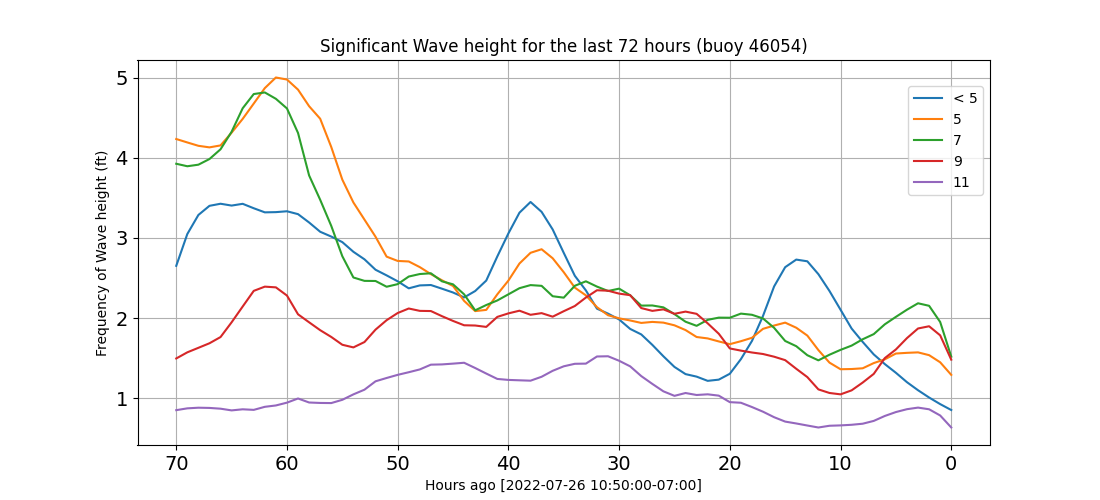 Significant Wave height for the last 72 hours (buoy 46054)
Frequency of Wave height (ft)
5
4
3
2
1
< 5
5
7
9
11
70 60 50 40 30 20 10 0
Hours ago [2022-07-26 10:50:00-07:00]